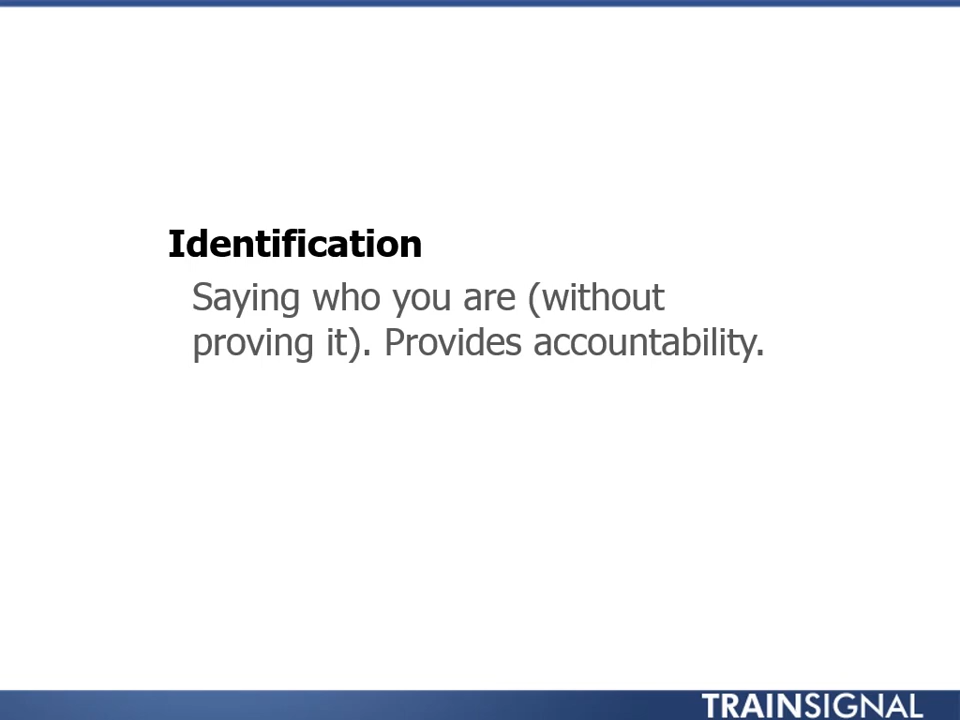 Identification
Saying who you are (without
proving it). Provides accountability.
TRAINSIGNAL